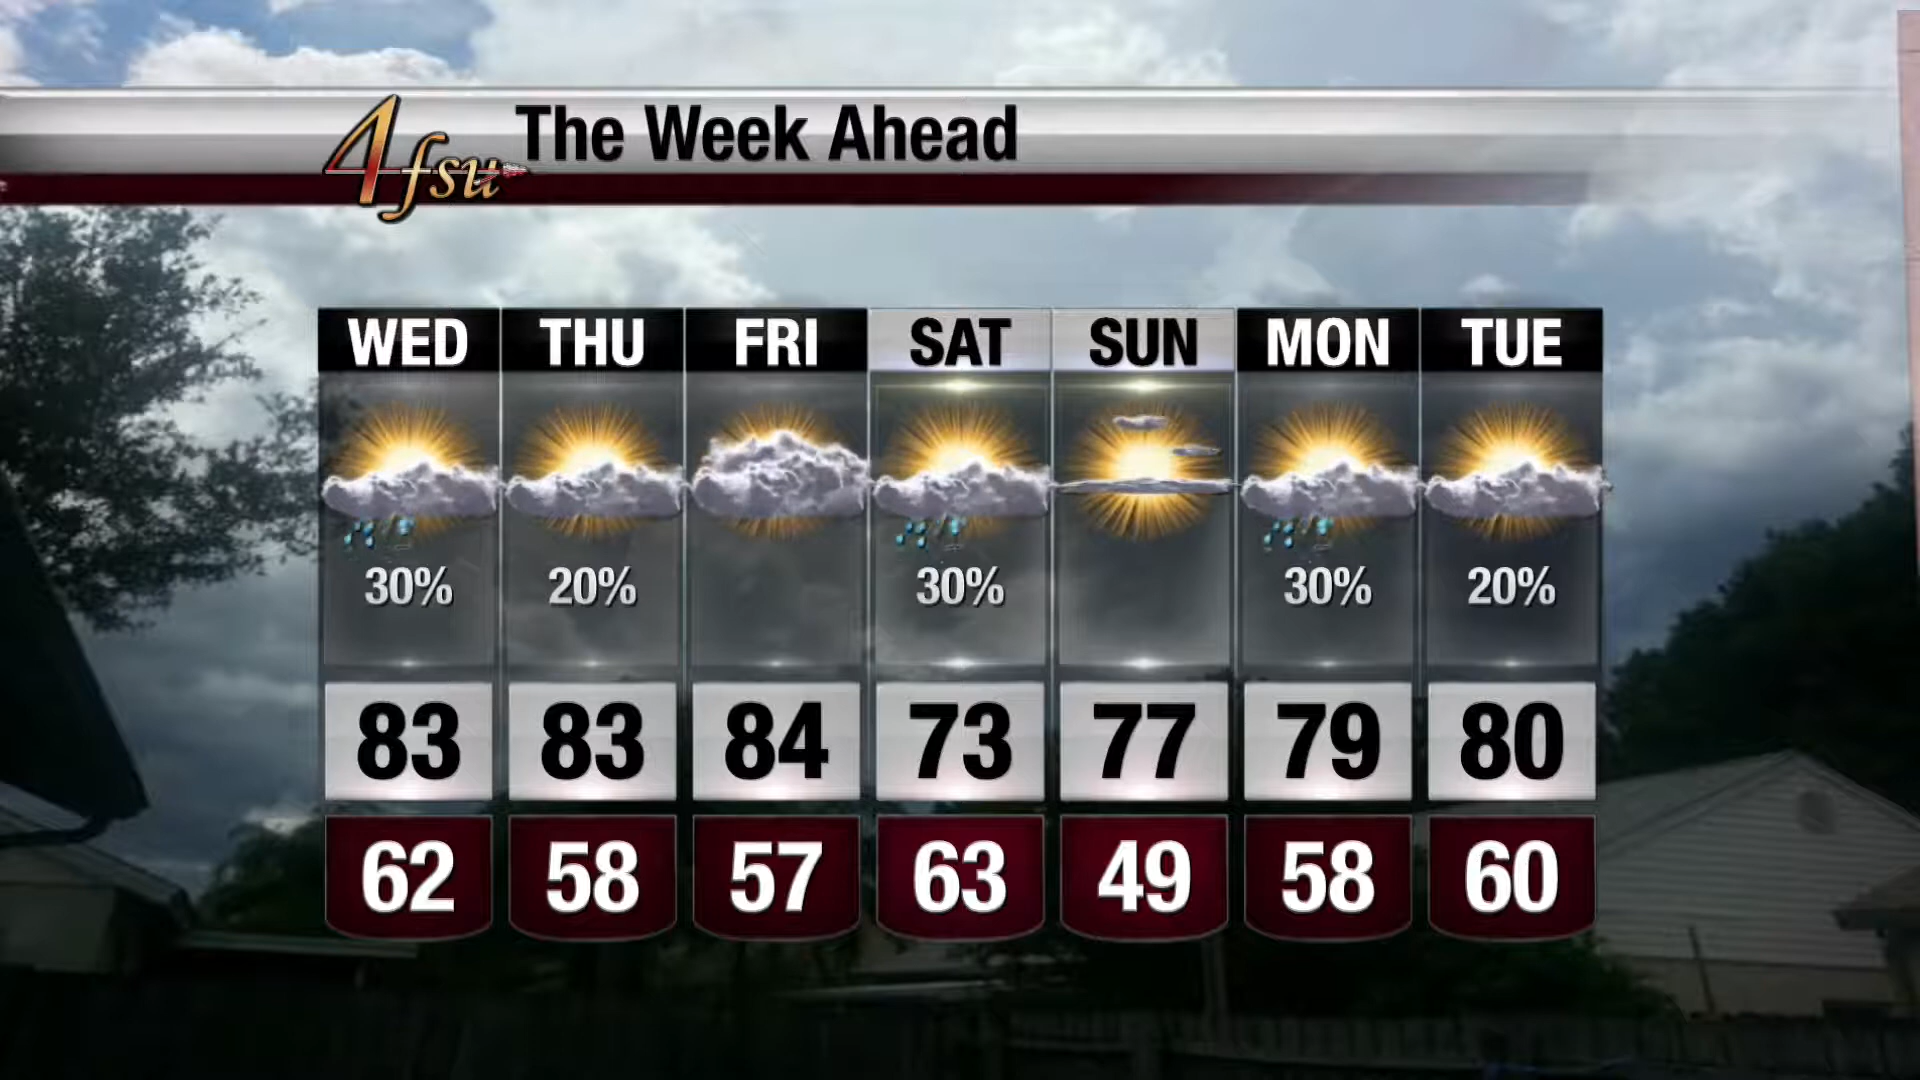 4fsu The Week Ahead
WED THU FRI SAT SUN MON TUE
30% 20% 30% 30% 20%
83 83 84 73 77 79 80
62 58 57 63 49 58 60